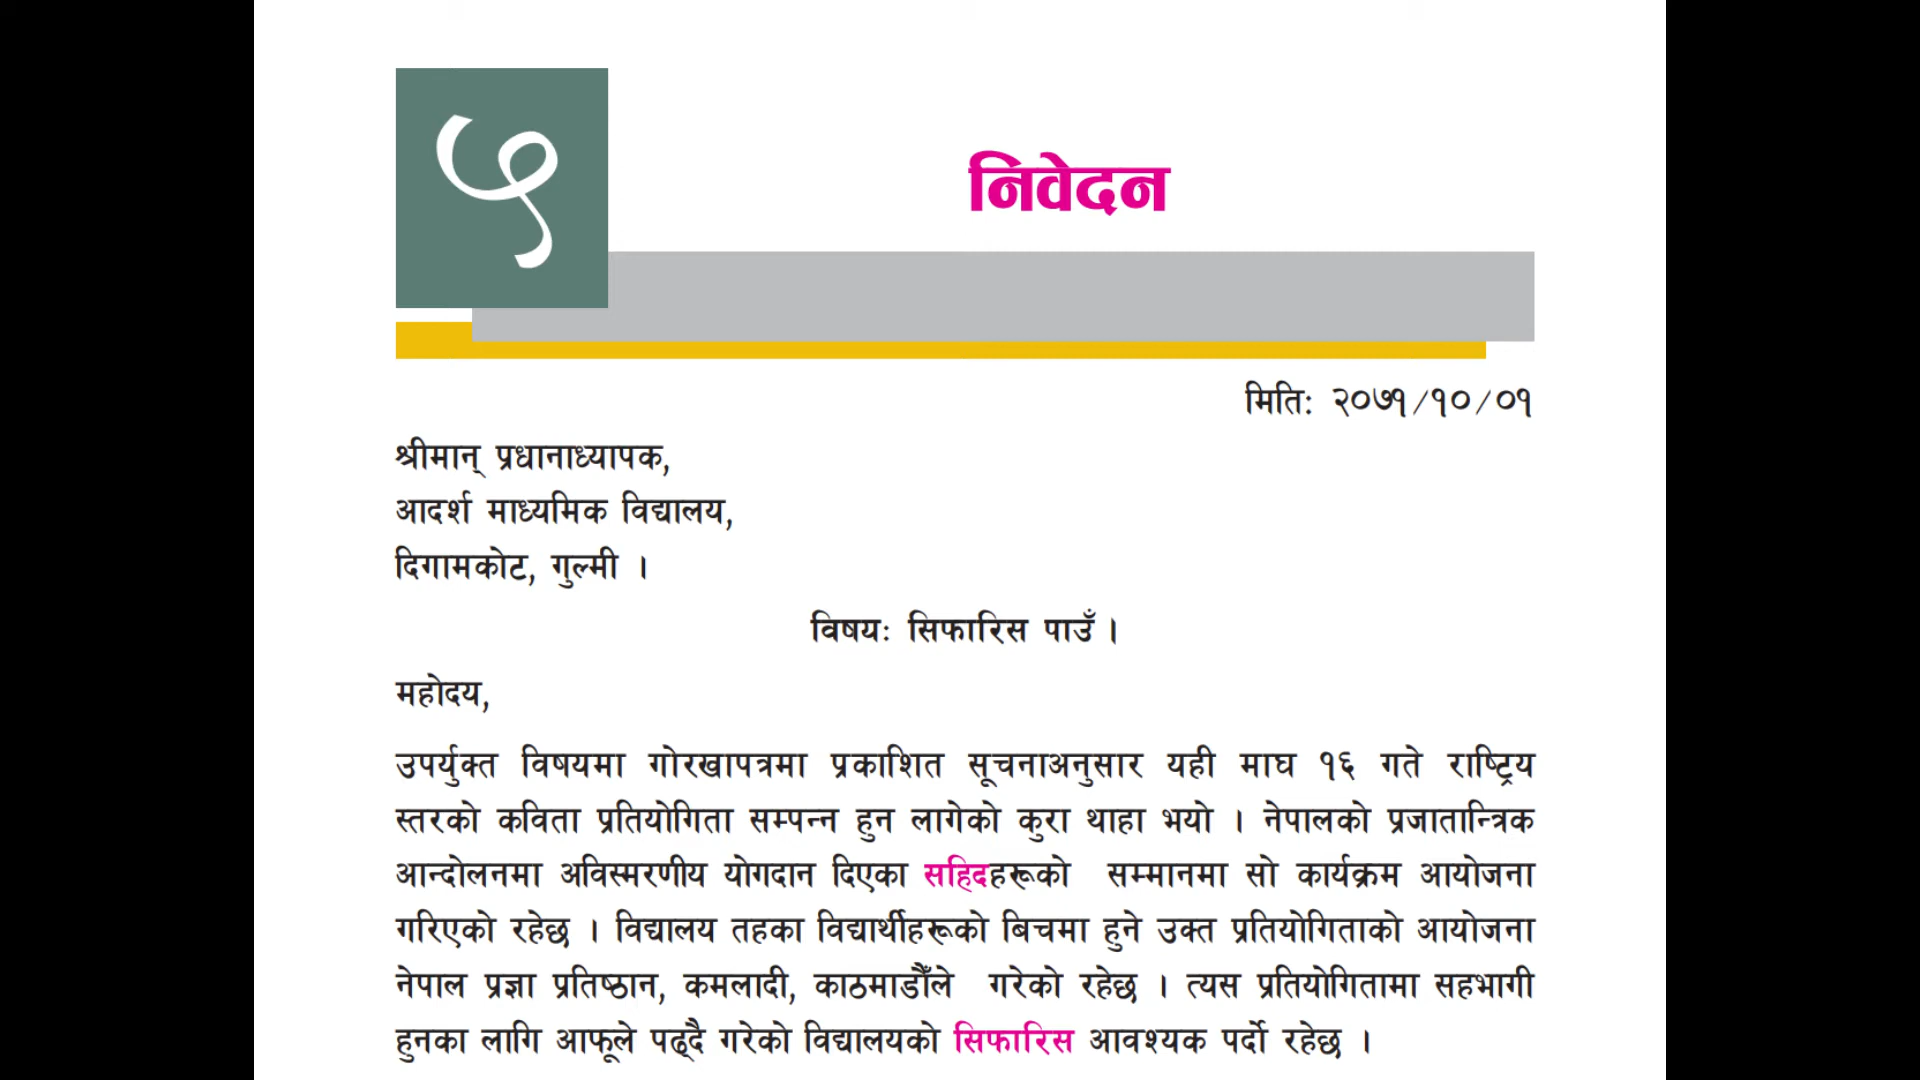 ५
निवेदन
मितिः २०७१/१०/०१
श्रीमान् प्रधानाध्यापक,
आदर्श माध्यमिक विद्यालय,
दिगामकोट, गुल्मी ।
विषयः सिफारिस पाउँ ।
महोदय,
उपर्युक्त विषयमा गोरखापत्रमा प्रकाशित सूचनाअनुसार यही माघ १६ गते राष्ट्रिय
स्तरको कविता प्रतियोगिता सम्पन्न हुन लागेको कुरा थाहा भयो । नेपालको प्रजातान्त्रिक
आन्दोलनमा अविस्मरणीय योगदान दिएका सहिदहरूको सम्मानमा सो कार्यक्रम आयोजना
गरिएको रहेछ । विद्यालय तहका विद्यार्थीहरूको बिचमा हुने उक्त प्रतियोगिताको आयोजना
नेपाल प्रज्ञा प्रतिष्ठान, कमलादी, काठमाडौँले गरेको रहेछ । त्यस प्रतियोगितामा सहभागी
हुनका लागि आफूले पढ्दै गरेको विद्यालयको सिफारिस आवश्यक पर्दो रहेछ ।